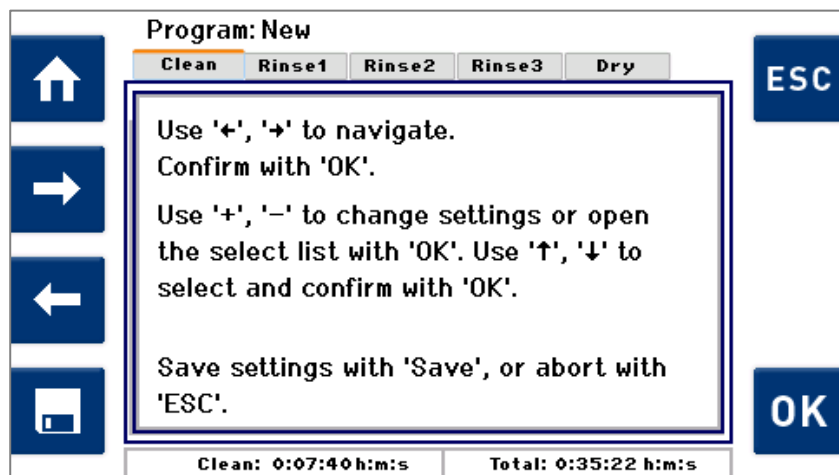 Program: New
Clean Rinse1 Rinse2 Rinse3 Dry
ESC
Use '←', '→' to navigate.
Confirm with 'OK'.
Use '+', '-' to change settings or open
the select list with 'OK'. Use '↑', '↓' to
select and confirm with 'OK'.
Save settings with 'Save', or abort with
'ESC'.
OK
Clean: 0:07:40 h:m:s Total: 0:35:22 h:m:s